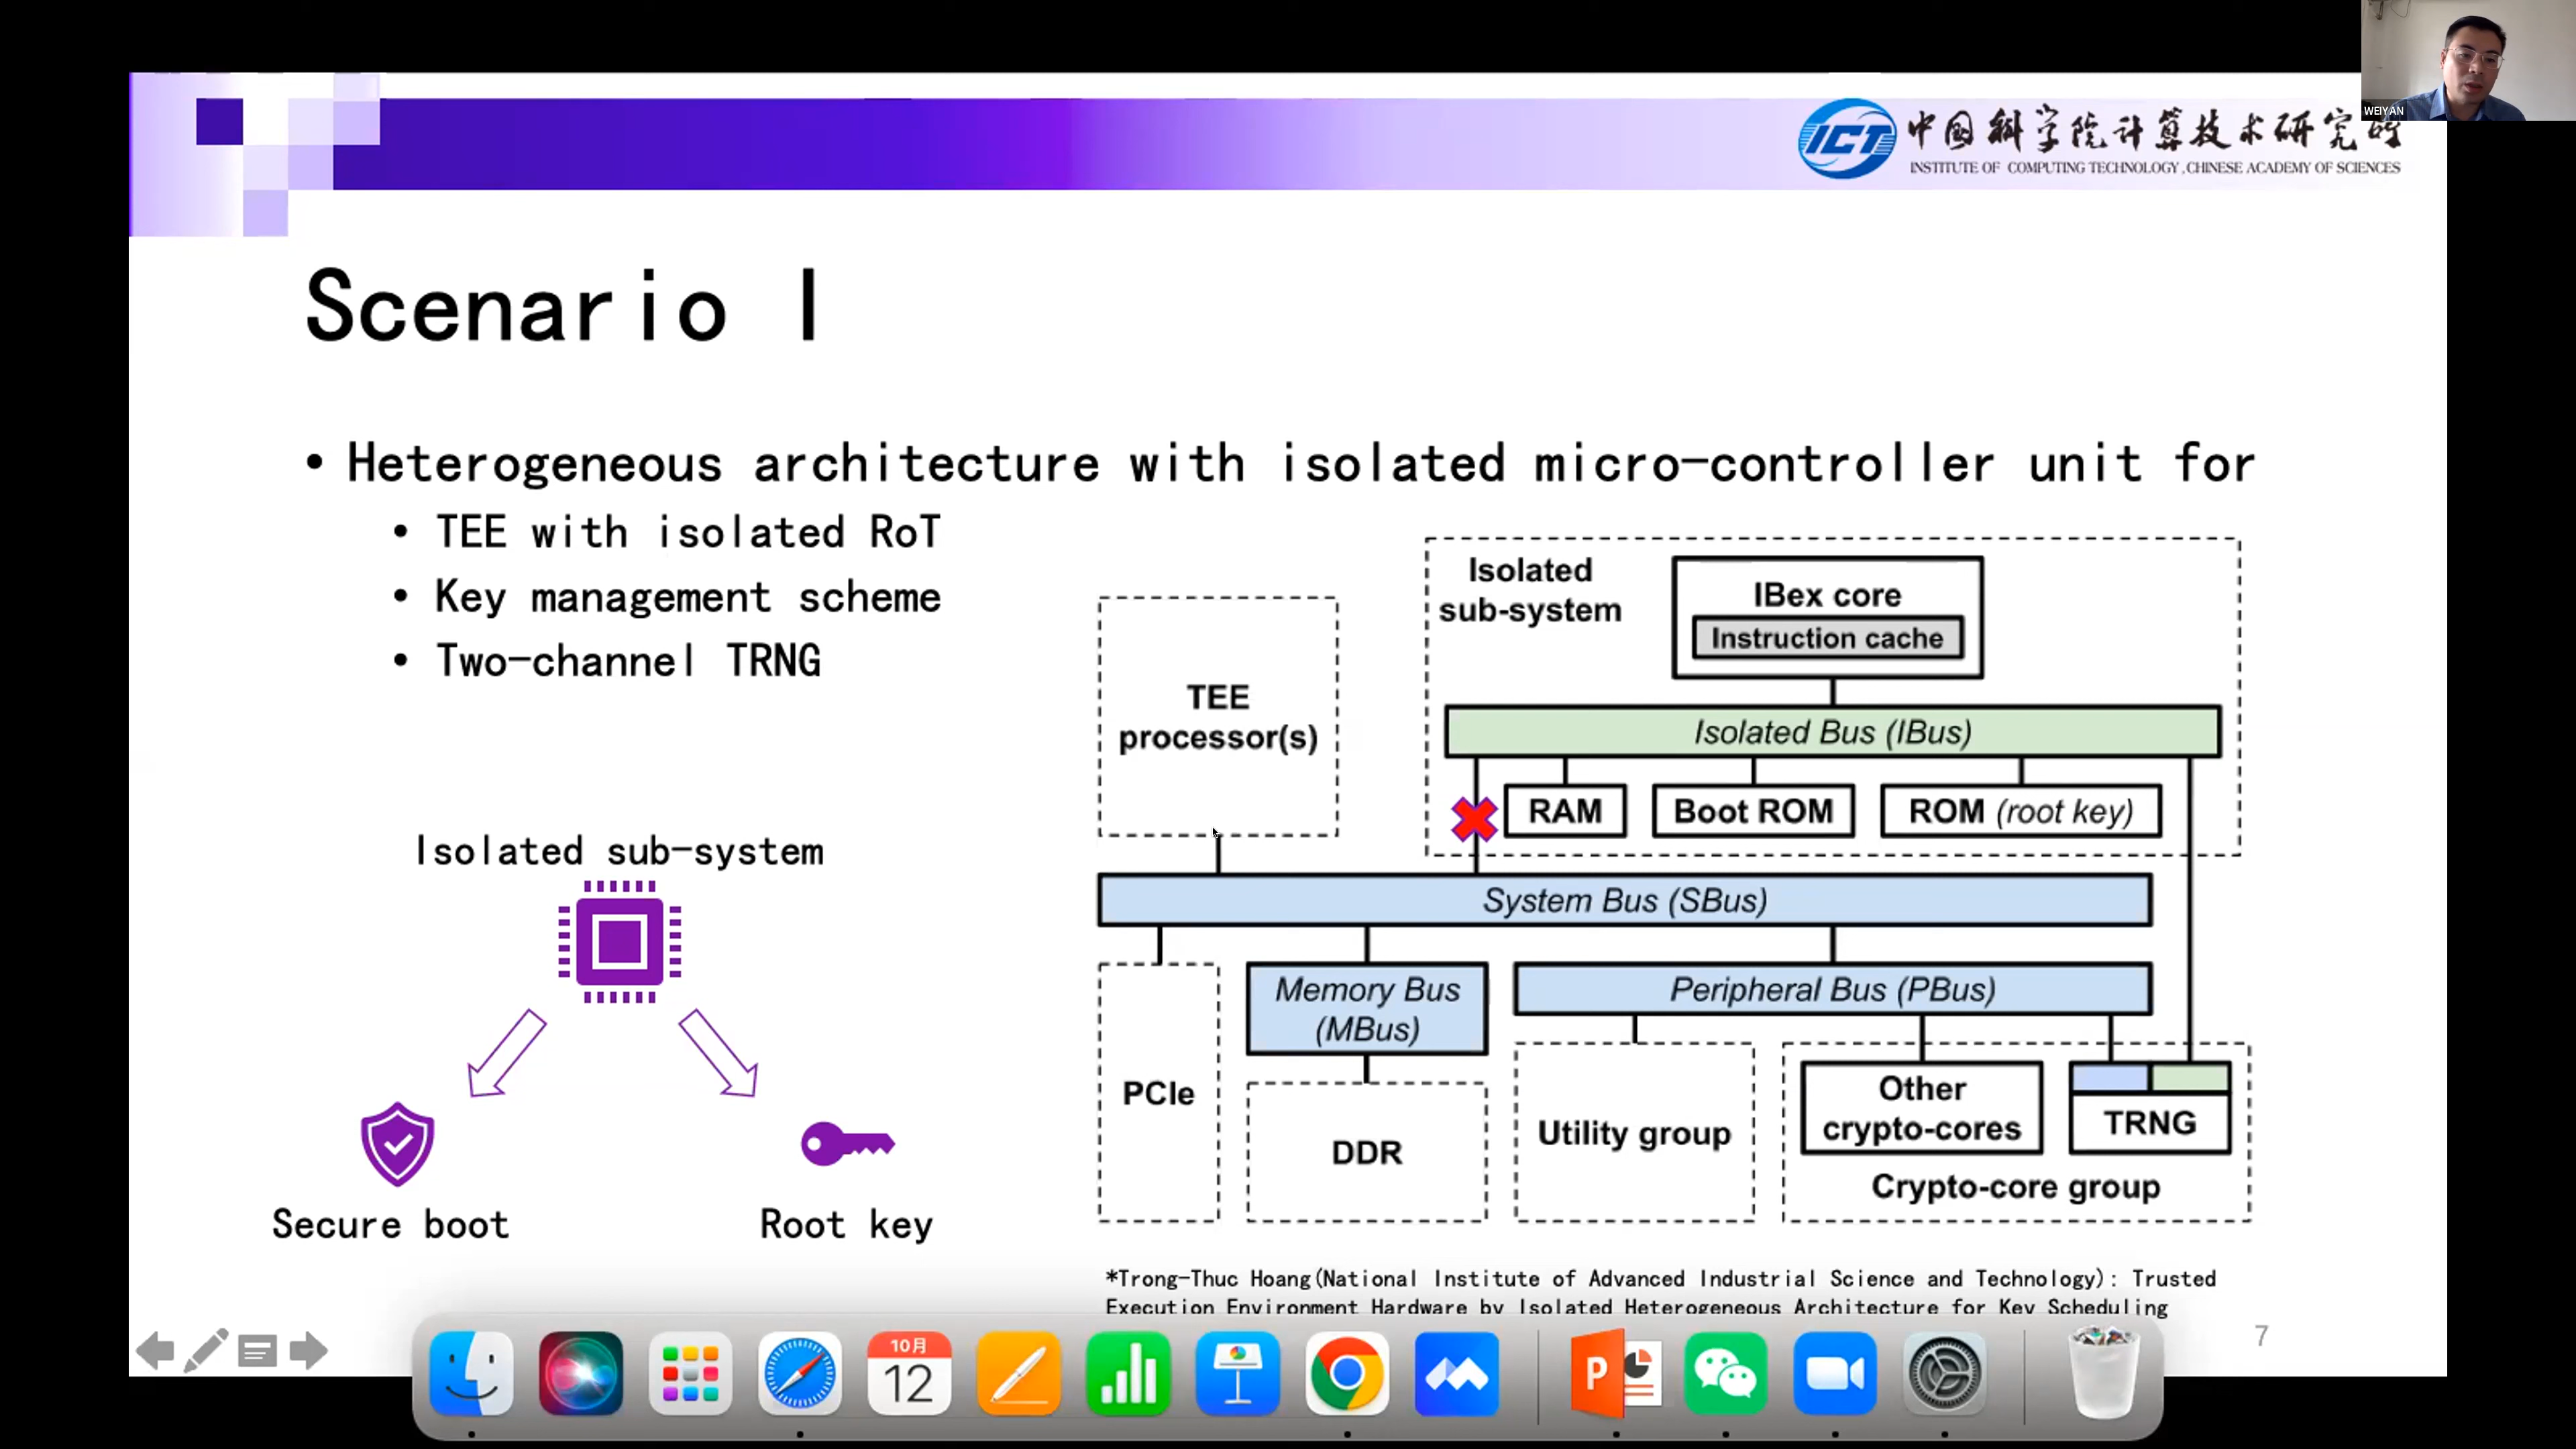 WEIYAN
ICT 中国科学院计算技术研究所
INSTITUTE OF COMPUTING TECHNOLOGY, CHINESE ACADEMY OF SCIENCES
Scenario I
• Heterogeneous architecture with isolated micro-controller unit for
• TEE with isolated RoT
• Key management scheme
• Two-channel TRNG
Isolated sub-system
Secure boot
Root key
Isolated
sub-system
IBex core
Instruction cache
TEE
processor(s)
Isolated Bus (IBus)
RAM
Boot ROM
ROM (root key)
System Bus (SBus)
Memory Bus
(MBus)
Peripheral Bus (PBus)
PCIe
DDR
Utility group
Other
crypto-cores
TRNG
Crypto-core group
*Trong-Thuc Hoang(National Institute of Advanced Industrial Science and Technology): Trusted
Execution Environment Hardware by Isolated Heterogeneous Architecture for Key Scheduling
7
10月
12
P